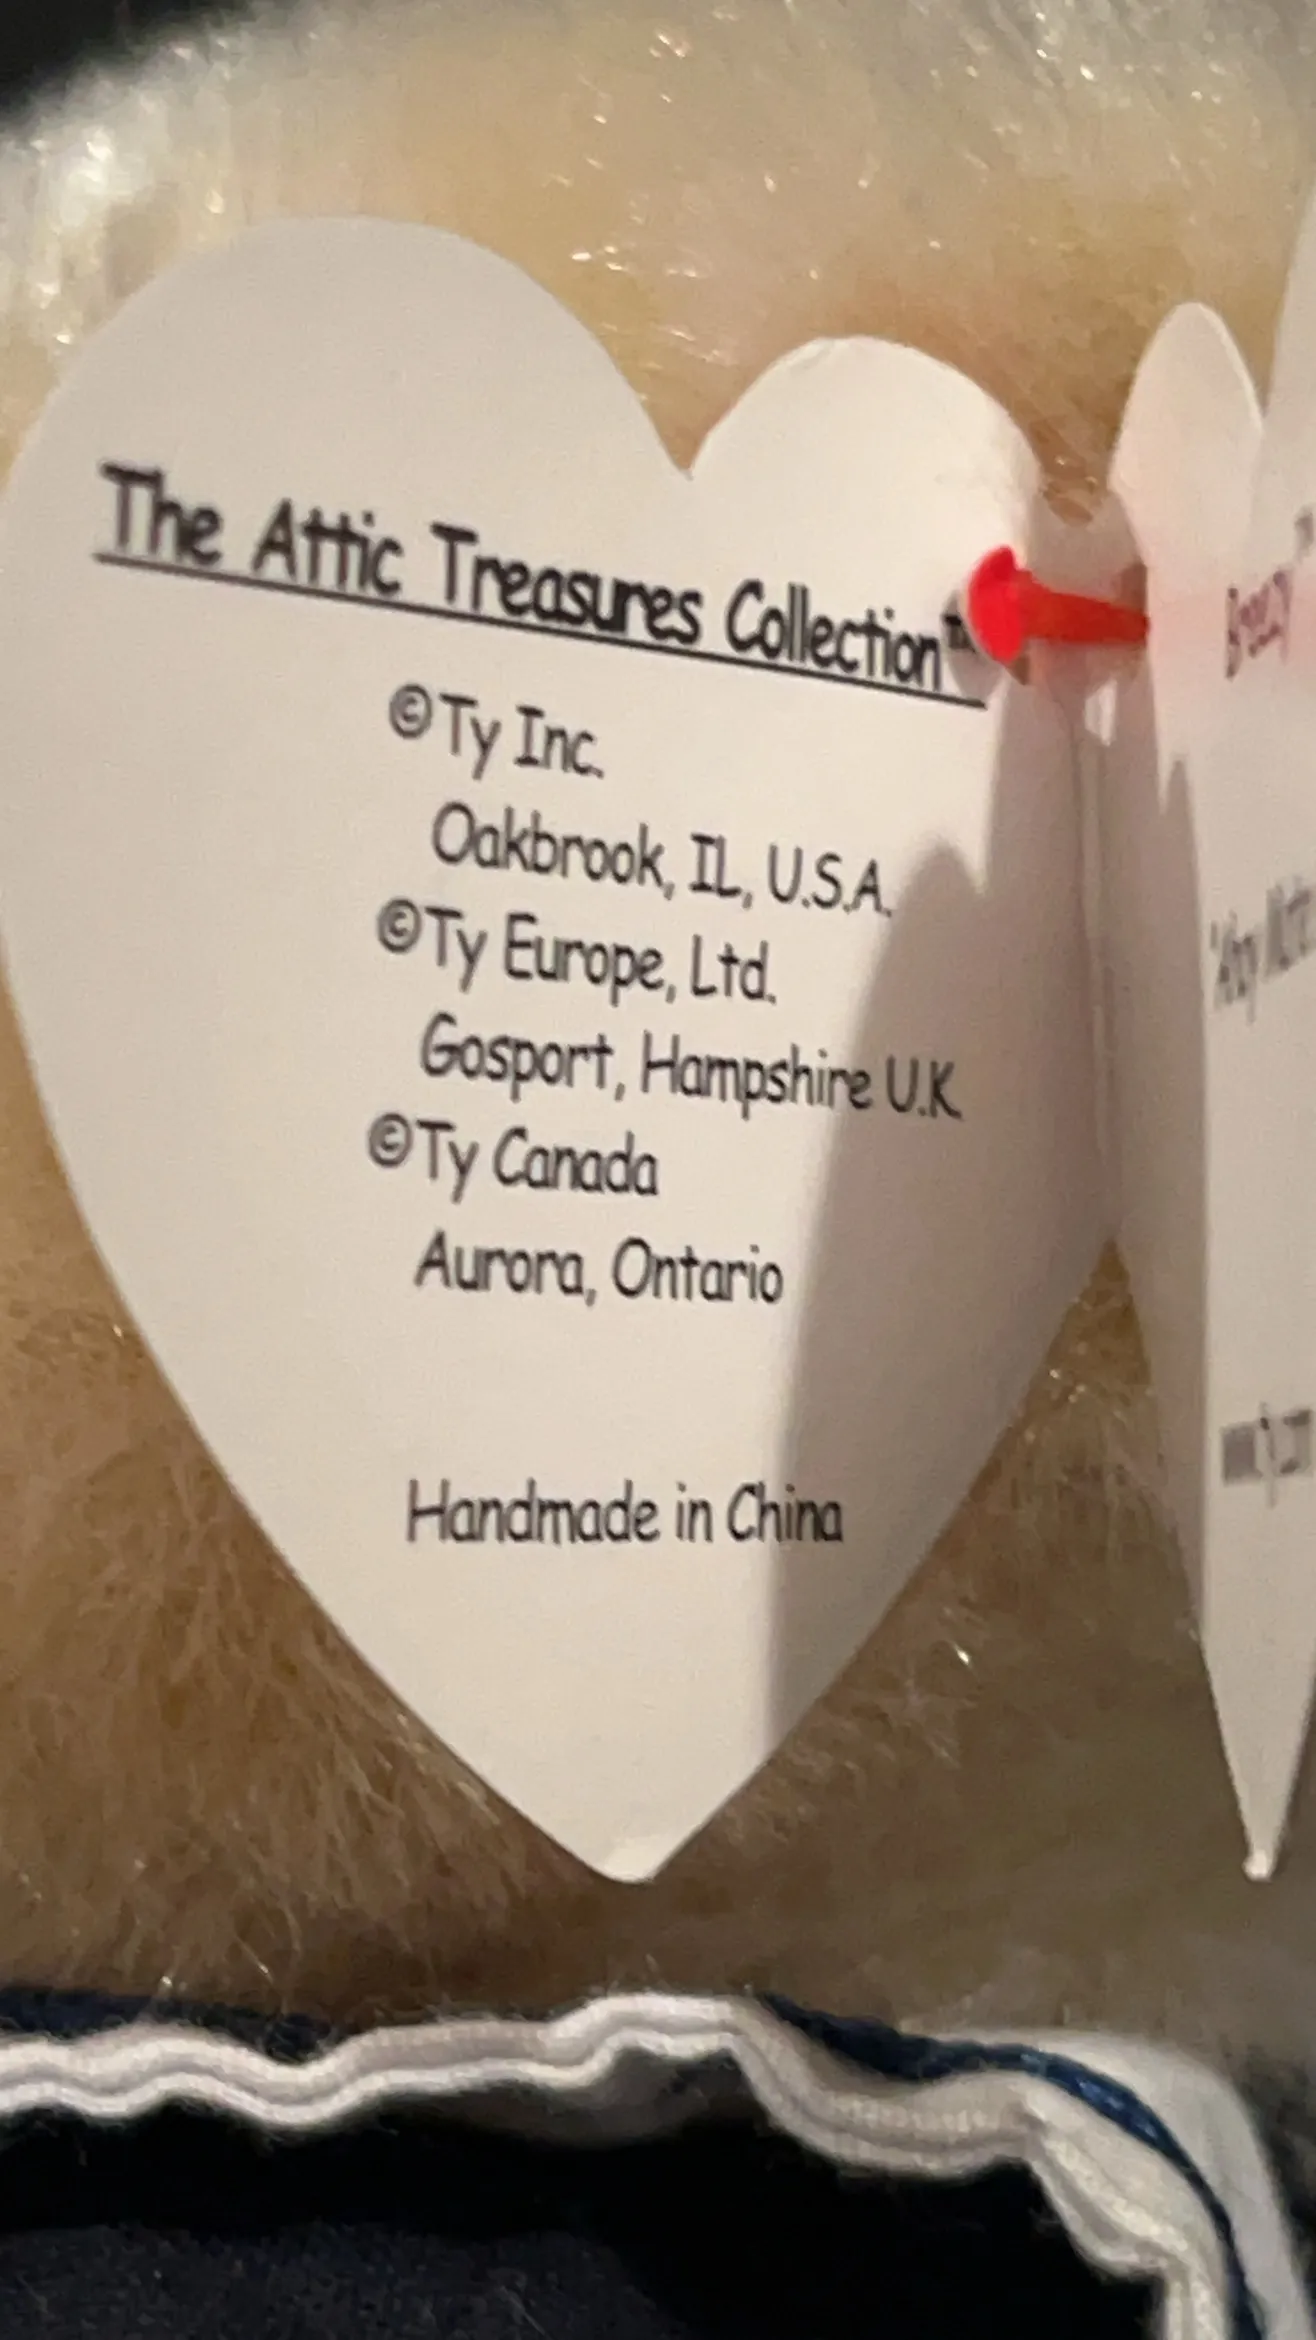 The Attic Treasures Collection™
©Ty Inc.
Oakbrook, IL, U.S.A.
©Ty Europe, Ltd.
Gosport, Hampshire U.K.
©Ty Canada
Aurora, Ontario
Handmade in China